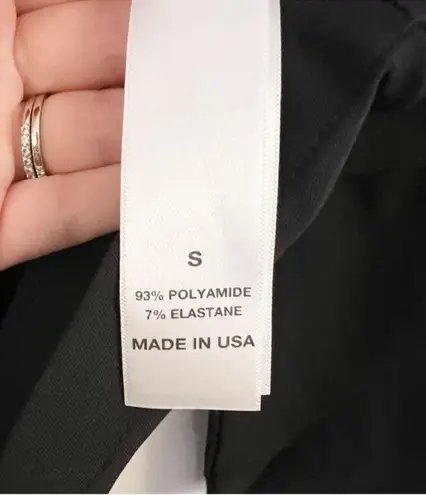 S
93% POLYAMIDE
7% ELASTANE
MADE IN USA